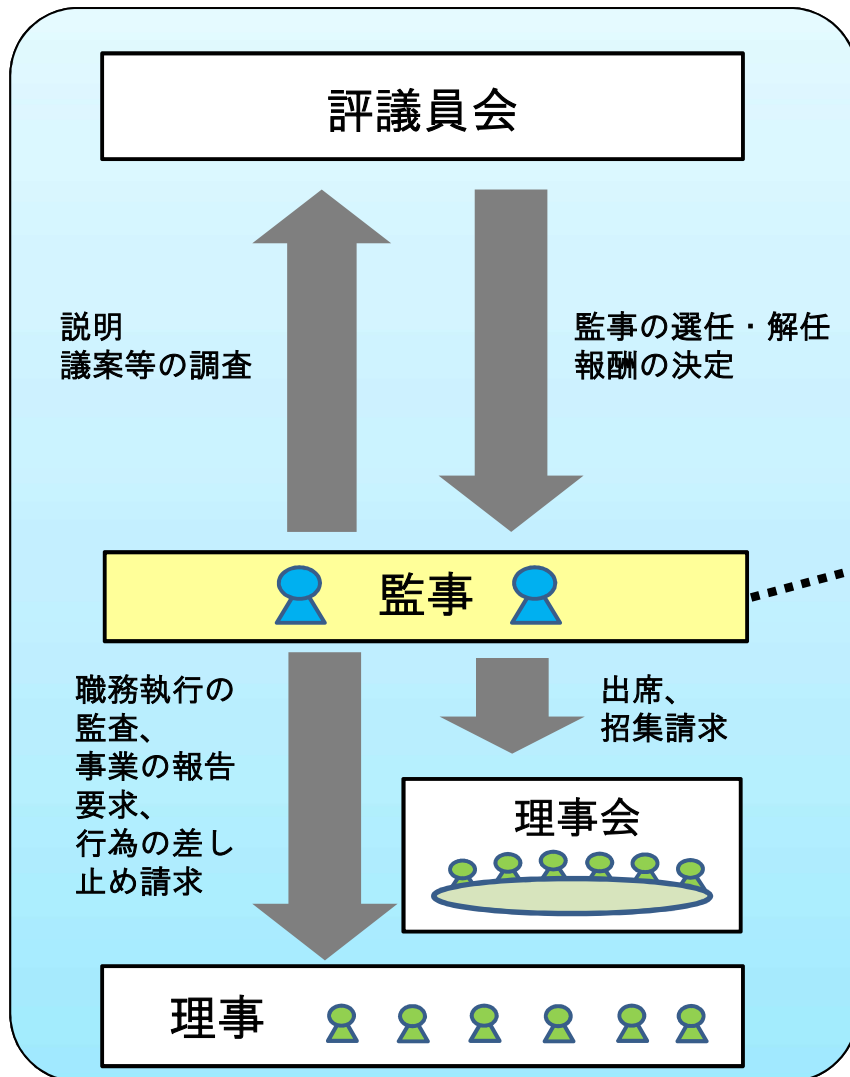 評議員会
説明
議案等の調査
監事の選任・解任
報酬の決定
監事
職務執行の
監査、
事業の報告
要求、
行為の差し
止め請求
出席、
招集請求
理事会
理事